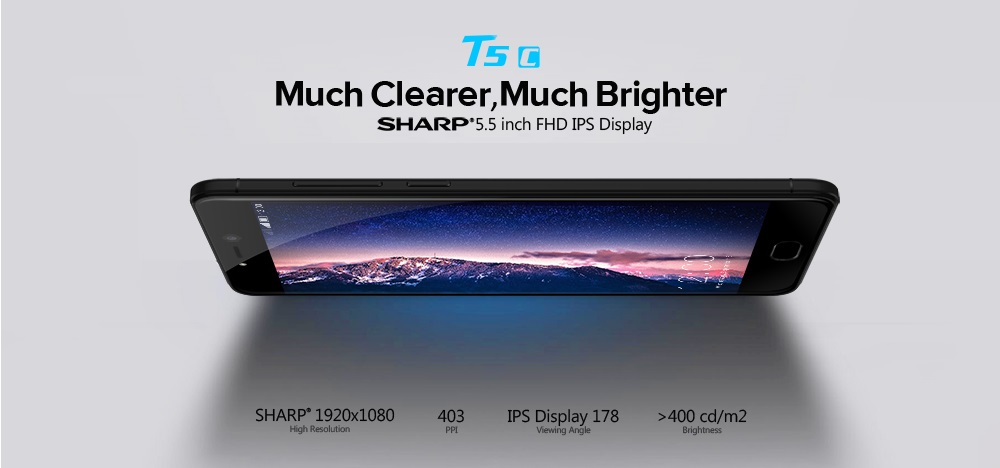 T5 C
Much Clearer,Much Brighter
SHARP® 5.5 inch FHD IPS Display
SHARP® 1920x1080 403 IPS Display 178 >400 cd/m2
High Resolution PPI Viewing Angle Brightness